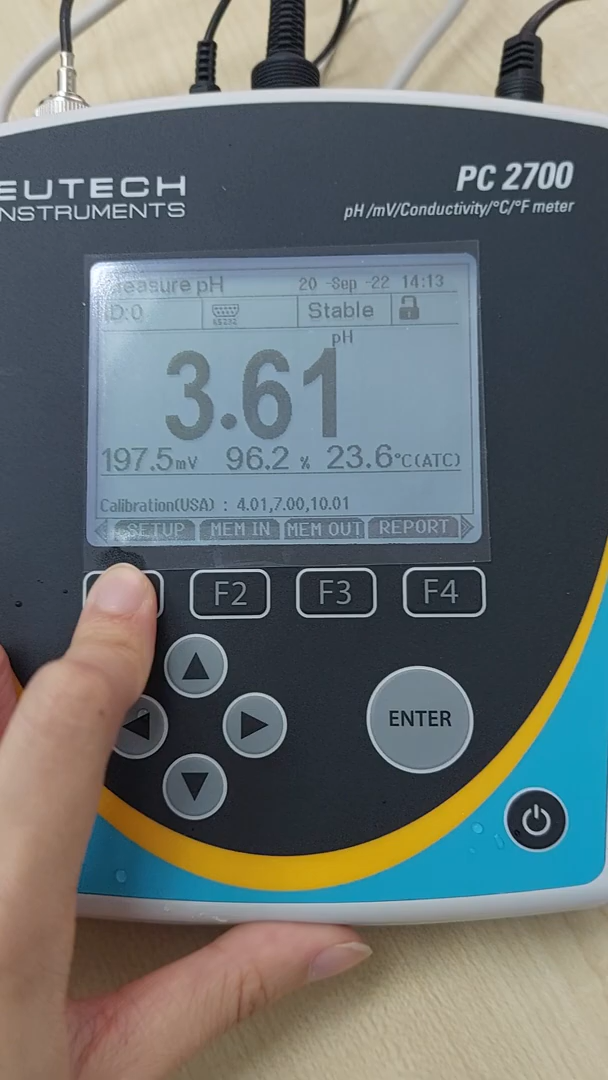 EUTECH
INSTRUMENTS
PC 2700
pH/mV/Conductivity/°C/°F meter
Measure pH 20 -Sep -22 14:13
ID:0 RS232 Stable
pH
3.61
197.5mV 96.2 % 23.6°C(ATC)
Calibration(USA) : 4.01,7.00,10.01
SETUP MEM IN MEM OUT REPORT
F2 F3 F4
ENTER